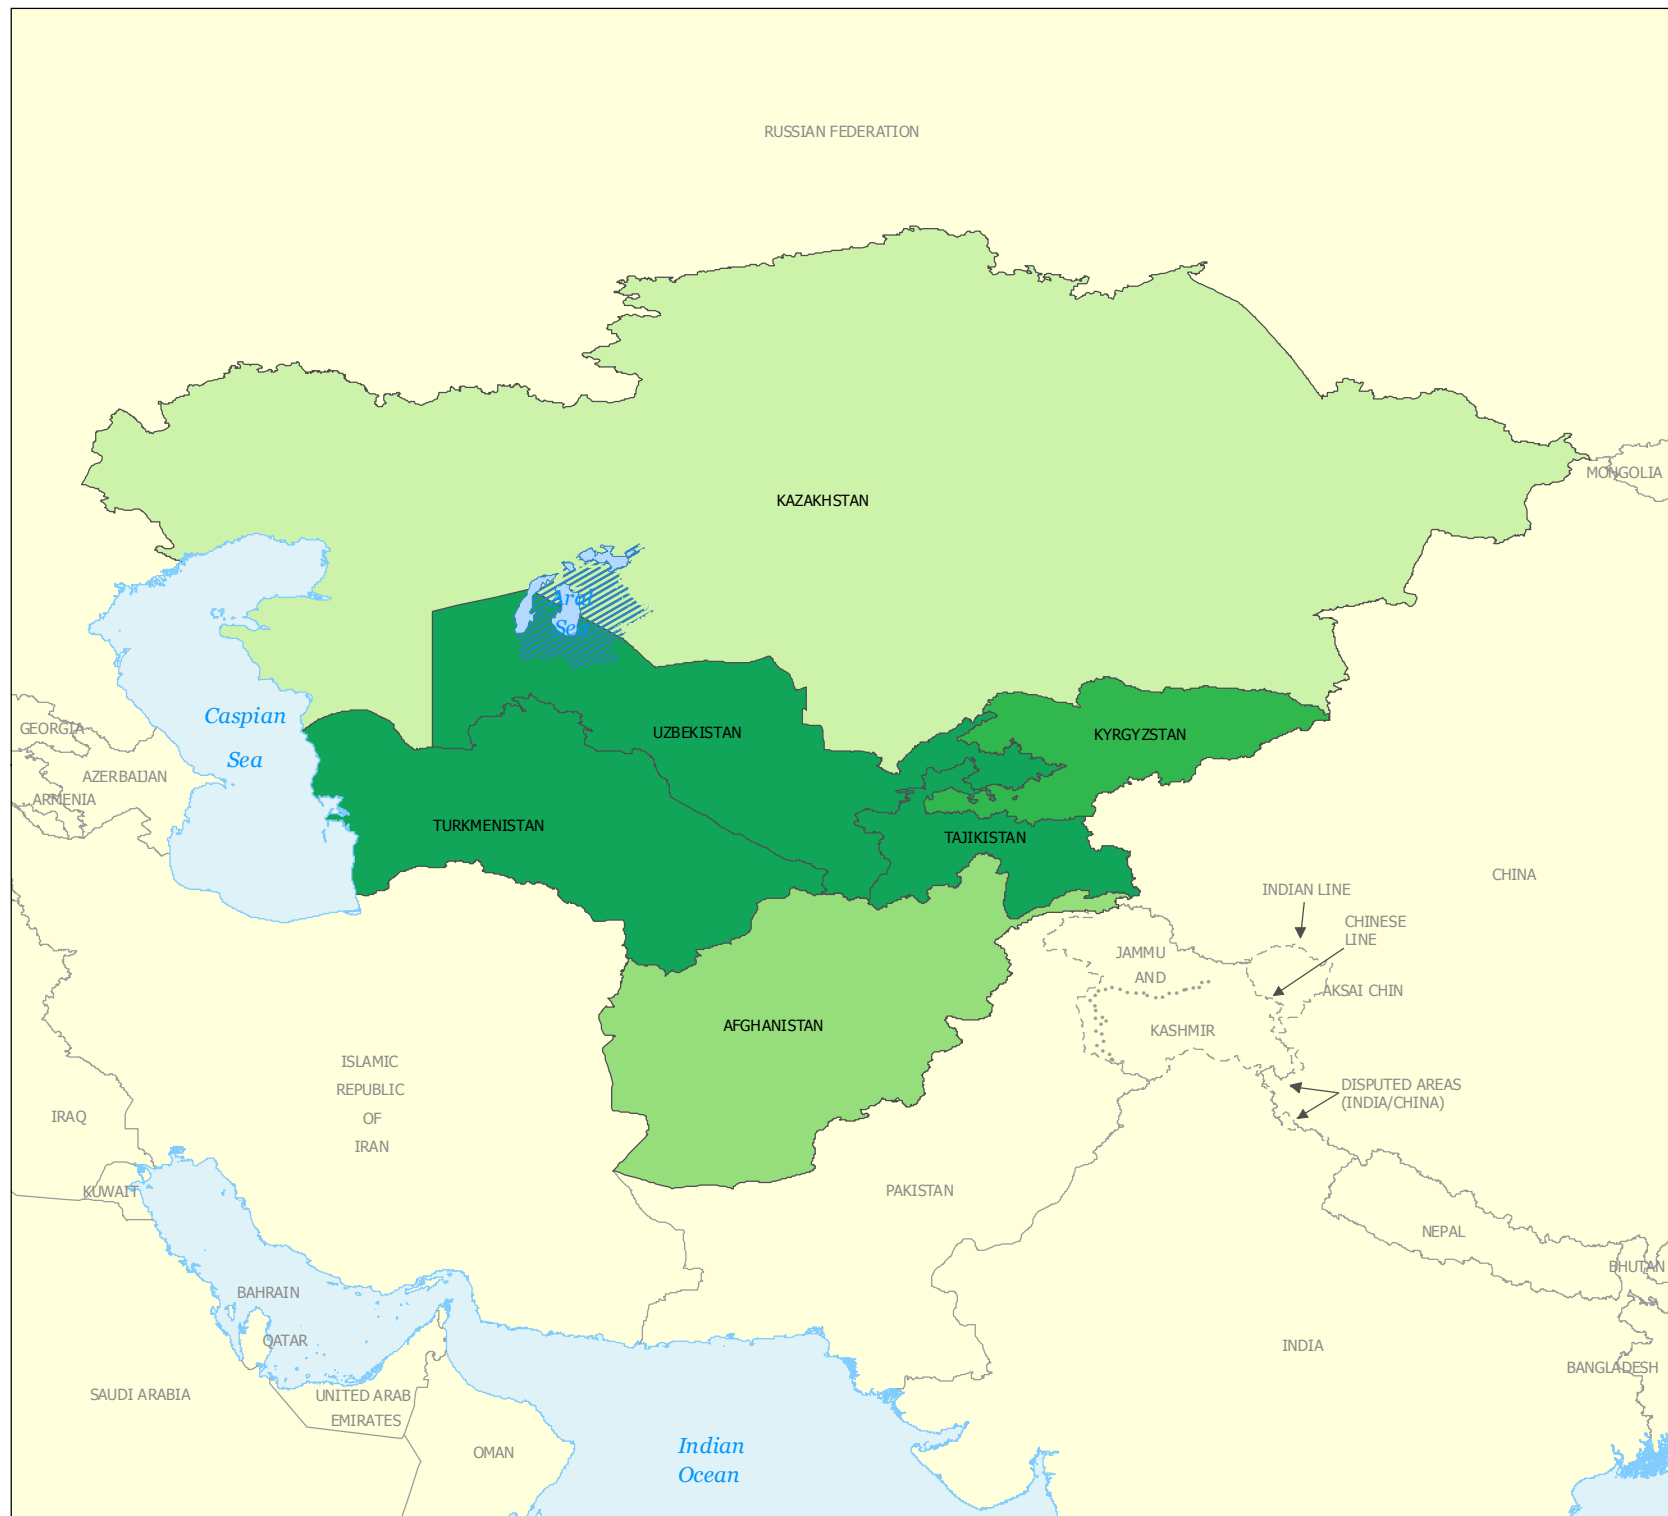 RUSSIAN FEDERATION
KAZAKHSTAN
MONGOLIA
Aral
Sea
Caspian
Sea
GEORGIA
AZERBAIJAN
ARMENIA
UZBEKISTAN
KYRGYZSTAN
TURKMENISTAN
TAJIKISTAN
CHINA
INDIAN LINE
CHINESE
LINE
JAMMU
AND
KASHMIR
AKSAI CHIN
AFGHANISTAN
ISLAMIC
REPUBLIC
OF
IRAN
DISPUTED AREAS
(INDIA/CHINA)
IRAQ
KUWAIT
PAKISTAN
NEPAL
BHUTAN
BAHRAIN
QATAR
INDIA
BANGLADESH
SAUDI ARABIA
UNITED ARAB
EMIRATES
OMAN
Indian
Ocean